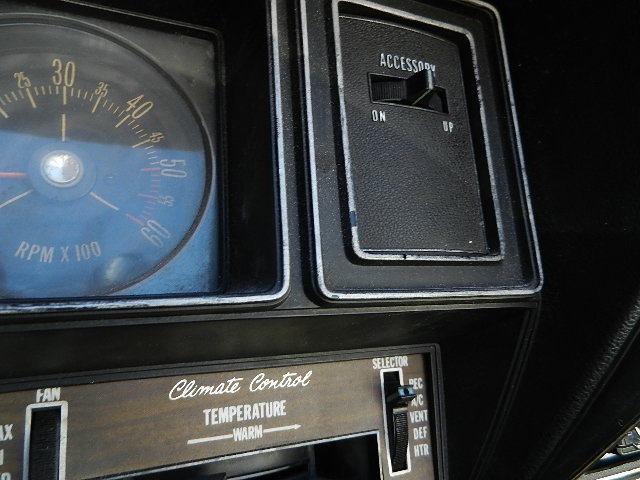 25 30 35 40 45 50 55 60
RPM X 100
ACCESSORY
ON UP
Climate Control
TEMPERATURE
WARM
FAN
SELECTOR
REC
A/C
VENT
DEF
HTR